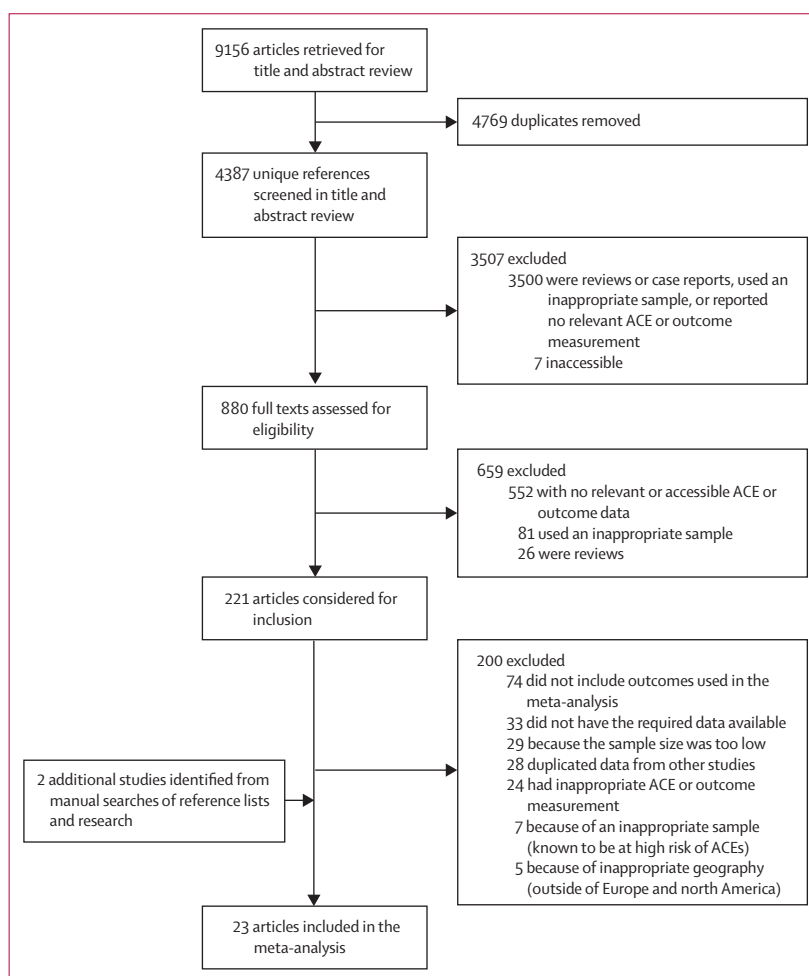 9156 articles retrieved for
title and abstract review
4769 duplicates removed
4387 unique references
screened in title and
abstract review
3507 excluded
3500 were reviews or case reports, used an
inappropriate sample, or reported
no relevant ACE or outcome
measurement
7 inaccessible
880 full texts assessed for
eligibility
659 excluded
552 with no relevant or accessible ACE or
outcome data
81 used an inappropriate sample
26 were reviews
221 articles considered for
inclusion
200 excluded
74 did not include outcomes used in the
meta-analysis
33 did not have the required data available
29 because the sample size was too low
28 duplicated data from other studies
24 had inappropriate ACE or outcome
measurement
7 because of an inappropriate sample
(known to be at high risk of ACEs)
5 because of inappropriate geography
(outside of Europe and north America)
2 additional studies identified from
manual searches of reference lists
and research
23 articles included in the
meta-analysis